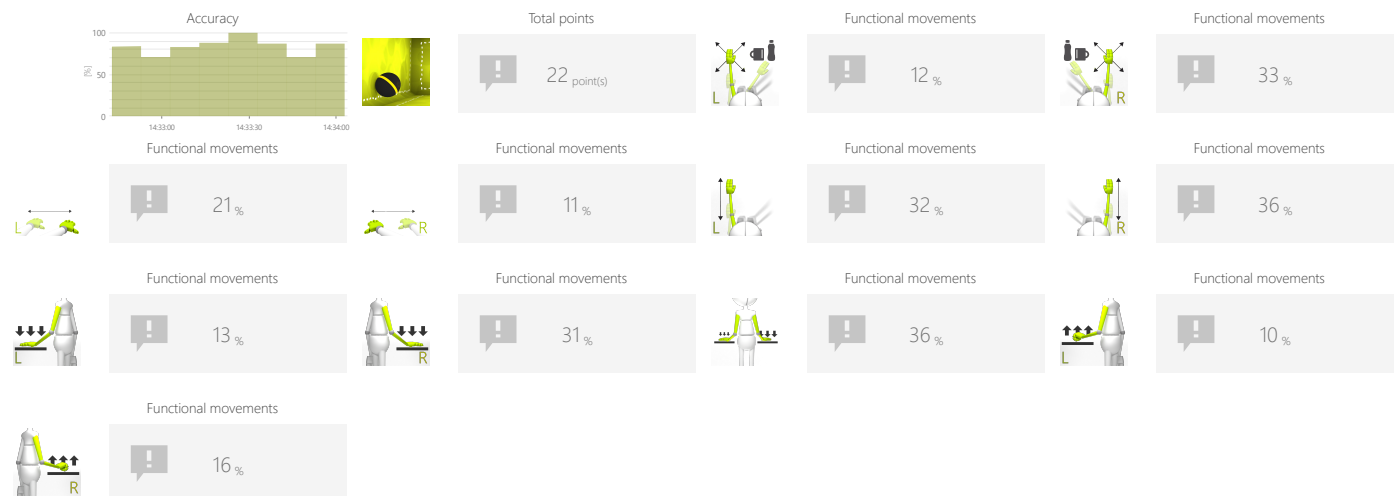 Accuracy
Total points
Functional movements
Functional movements
100
[%]
50
0
14:33:00
14:33:30
14:34:00
22 point(s)
L
12 %
R
33 %
Functional movements
Functional movements
Functional movements
Functional movements
L
21 %
R
11 %
L
32 %
R
36 %
Functional movements
Functional movements
Functional movements
Functional movements
L
13 %
R
31 %
36 %
L
10 %
Functional movements
R
16 %